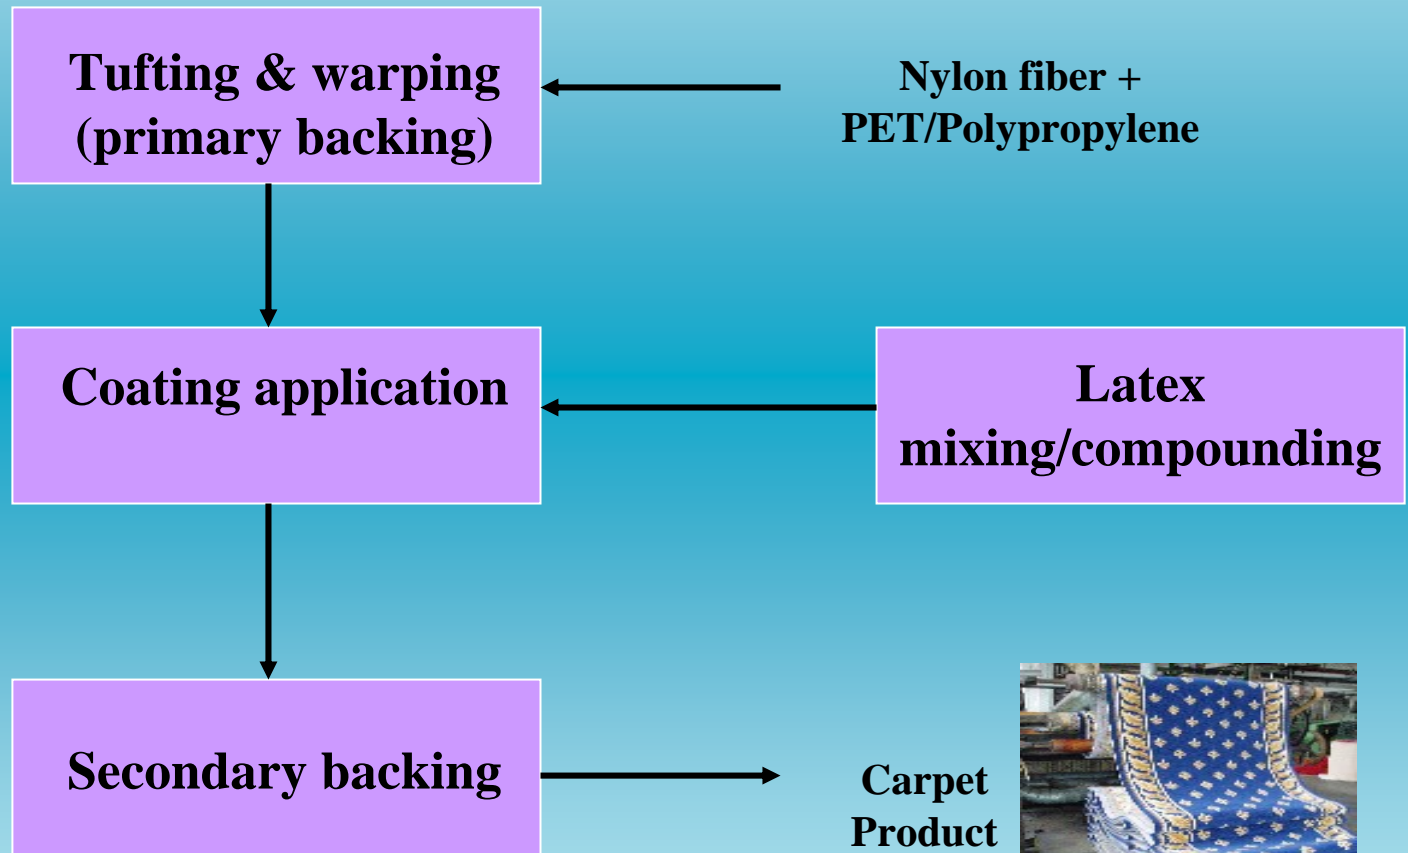 Tufting & warping
(primary backing)
Nylon fiber +
PET/Polypropylene
Coating application
Latex
mixing/compounding
Secondary backing
Carpet
Product